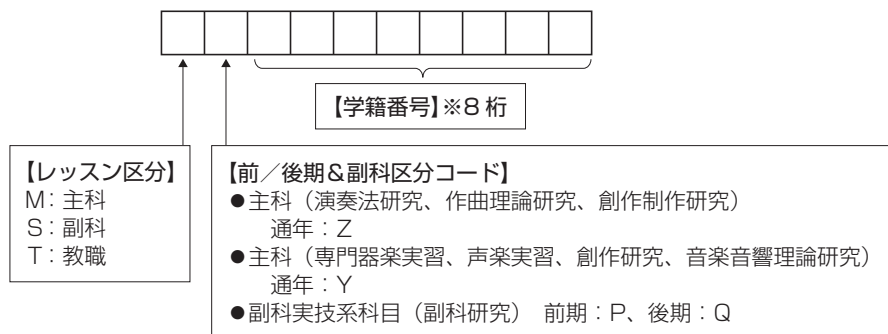 【学籍番号】※8 桁
【レッスン区分】
M：主科
S：副科
T：教職
【前／後期＆副科区分コード】
●主科（演奏法研究、作曲理論研究、創作制作研究）
通年：Z
●主科（専門器楽実習、声楽実習、創作研究、音楽音響理論研究）
通年：Y
●副科実技系科目（副科研究） 前期：P、後期：Q